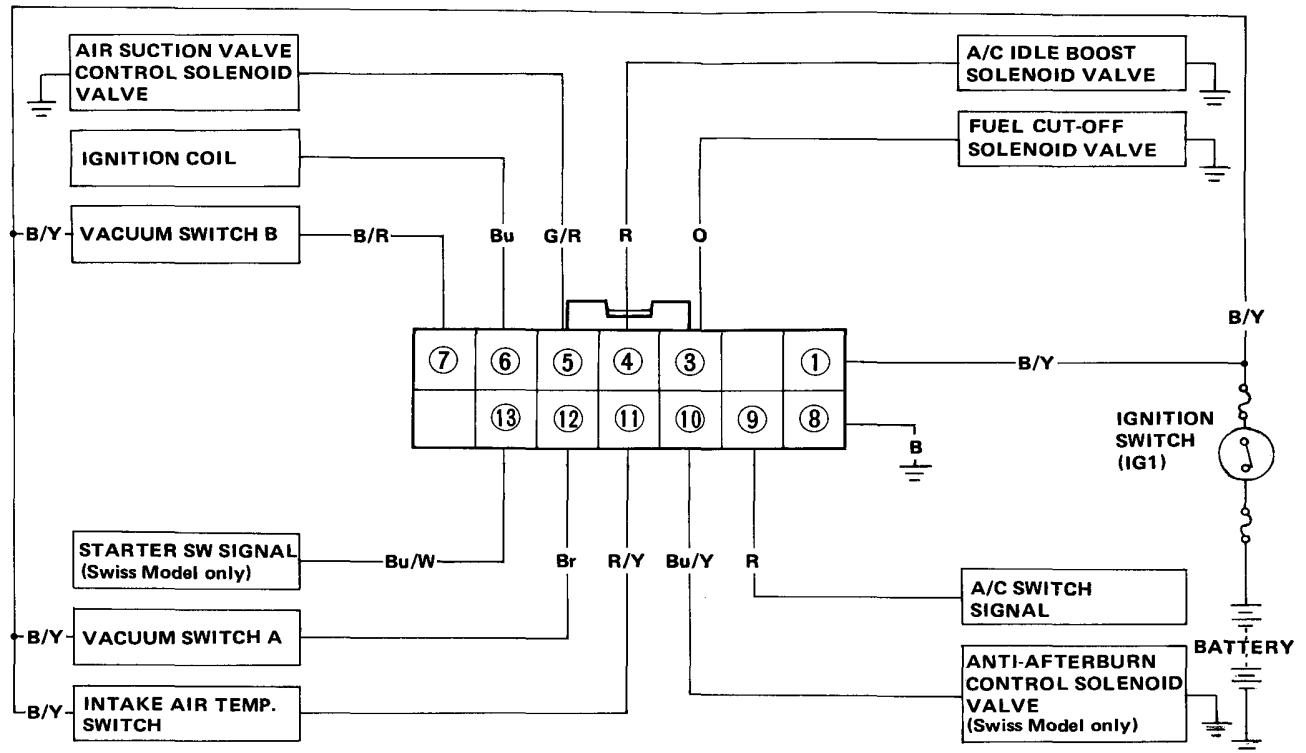 AIR SUCTION VALVE
CONTROL SOLENOID
VALVE
A/C IDLE BOOST
SOLENOID VALVE
IGNITION COIL
FUEL CUT-OFF
SOLENOID VALVE
B/Y
VACUUM SWITCH B
B/R
Bu
G/R
R
O
B/Y
7
6
5
4
3
1
B/Y
13
12
11
10
9
8
B
IGNITION
SWITCH
(IG1)
STARTER SW SIGNAL
(Swiss Model only)
Bu/W
Br
R/Y
Bu/Y
R
A/C SWITCH
SIGNAL
B/Y
VACUUM SWITCH A
BATTERY
B/Y
INTAKE AIR TEMP.
SWITCH
ANTI-AFTERBURN
CONTROL SOLENOID
VALVE
(Swiss Model only)